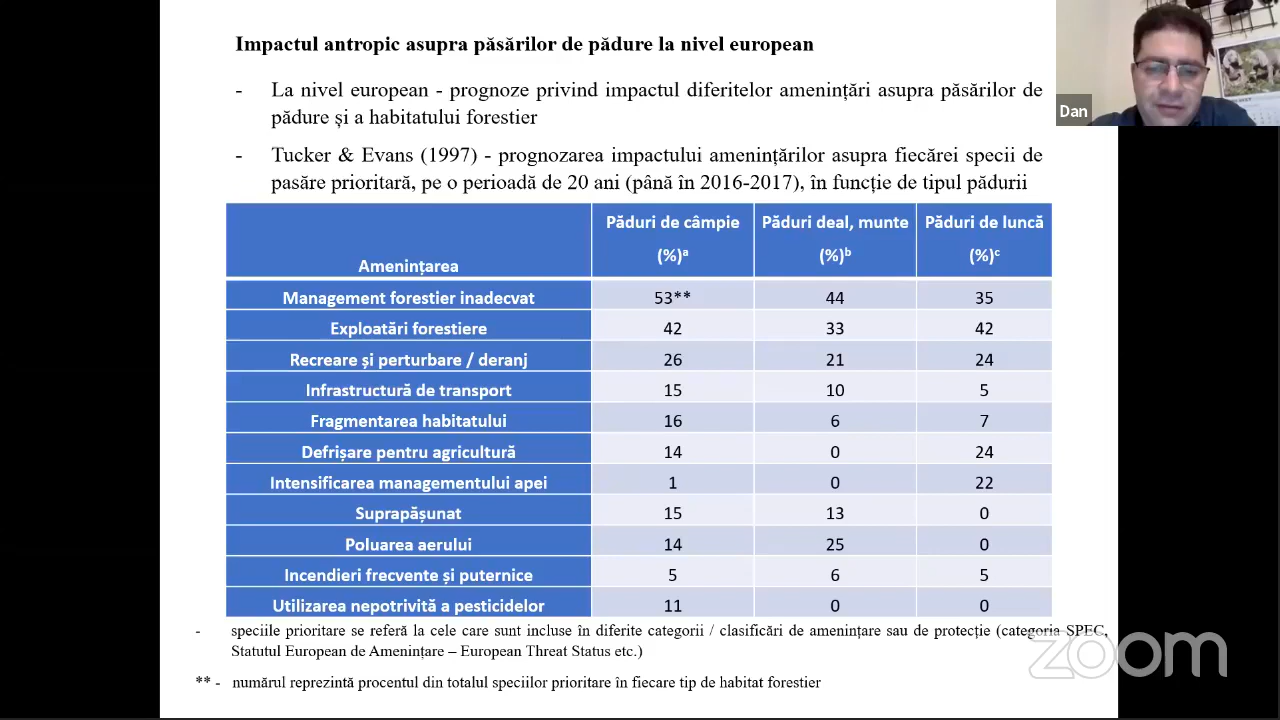 Impactul antropic asupra păsărilor de pădure la nivel european
- La nivel european - prognoze privind impactul diferitelor amenințări asupra păsărilor de
pădure și a habitatului forestier
- Tucker & Evans (1997) - prognozarea impactului amenințărilor asupra fiecărei specii de
pasăre prioritară, pe o perioadă de 20 ani (până în 2016-2017), în funcție de tipul pădurii
Amenințarea Păduri de câmpie (%)ᵃ Păduri deal, munte (%)ᵇ Păduri de luncă (%)ᶜ
Management forestier inadecvat 53** 44 35
Exploatări forestiere 42 33 42
Recreare și perturbare / deranj 26 21 24
Infrastructură de transport 15 10 5
Fragmentarea habitatului 16 6 7
Defrișare pentru agricultură 14 0 24
Intensificarea managementului apei 1 0 22
Suprapășunat 15 13 0
Poluarea aerului 14 25 0
Incendieri frecvente și puternice 5 6 5
Utilizarea nepotrivită a pesticidelor 11 0 0
- speciile prioritare se referă la cele care sunt incluse în diferite categorii / clasificări de amenințare sau de protecție (categoria SPEC,
Statutul European de Amenințare – European Threat Status etc.)
** - numărul reprezintă procentul din totalul speciilor prioritare în fiecare tip de habitat forestier
Dan
zoom